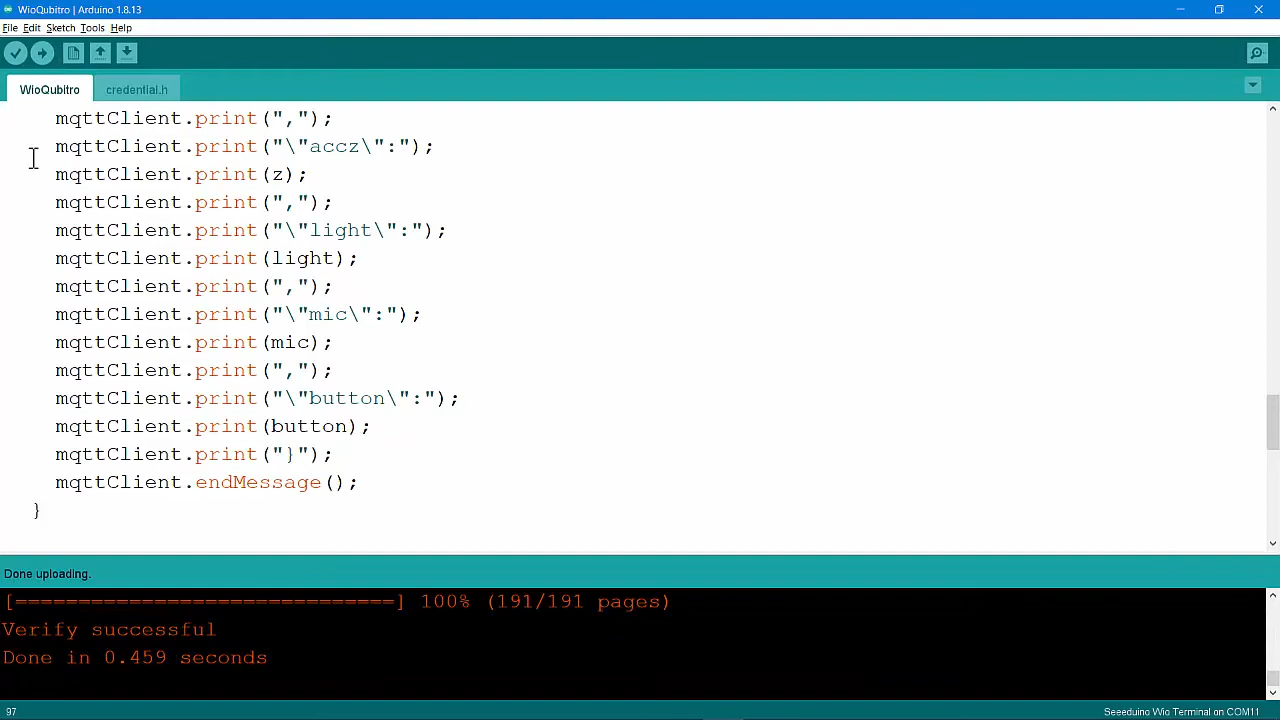 WioQubitro | Arduino 1.8.13
File Edit Sketch Tools Help
WioQubitro credential.h
mqttClient.print(",");
mqttClient.print("\"accz\":");
mqttClient.print(z);
mqttClient.print(",");
mqttClient.print("\"light\":");
mqttClient.print(light);
mqttClient.print(",");
mqttClient.print("\"mic\":");
mqttClient.print(mic);
mqttClient.print(",");
mqttClient.print("\"button\":");
mqttClient.print(button);
mqttClient.print("}");
mqttClient.endMessage();
}
Done uploading.
[==============================] 100% (191/191 pages)
Verify successful
Done in 0.459 seconds
97 Seeeduino Wio Terminal on COM11